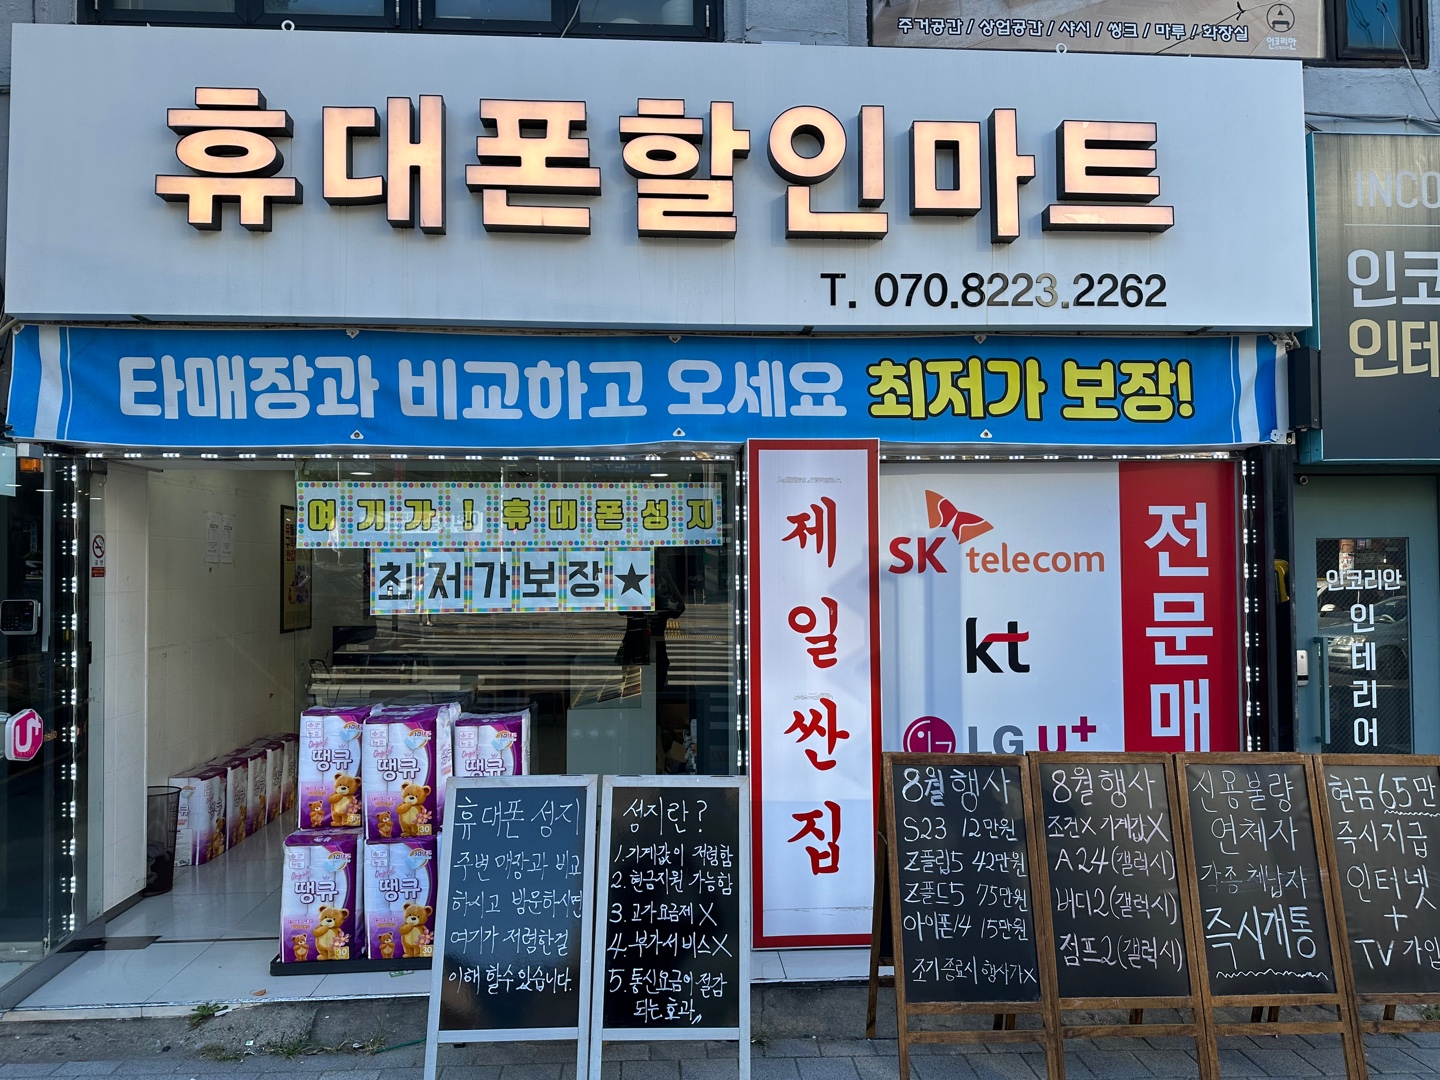 주거공간 / 상업공간 / 샤시 / 씽크 / 마루 / 화장실
인코리안
휴대폰할인마트
T. 070.8223.2262
타매장과 비교하고 오세요 최저가 보장!
여기가! 휴대폰성지
최저가보장★
제일싼집
SK telecom
kt
LG U+
전문매
INCO
인코
인테
인코리안
인테리어
U+
땡큐
땡큐
땡큐
땡큐
땡큐
30
휴대폰 성지
주변 매장과 비교
하시고 방문하시면
여기가 저렴한걸
이해 할수 있습니다.
성지란?
1. 기계값이 저렴함
2. 현금지원 가능함
3. 고가요금제 X
4. 부가서비스 X
5. 통신요금이 절감
되는 효과
8월 행사
S23 12만원
Z플립5 42만원
Z폴드5 75만원
아이폰14 15만원
조기 종료시 행사가X
8월 행사
조건X 기계값X
A24(갤럭시)
버디2(갤럭시)
점프2(갤럭시)
신용불량
연체자
각종 체납자
즉시개통
현금 65만
즉시지급
인터넷
+
TV 가입